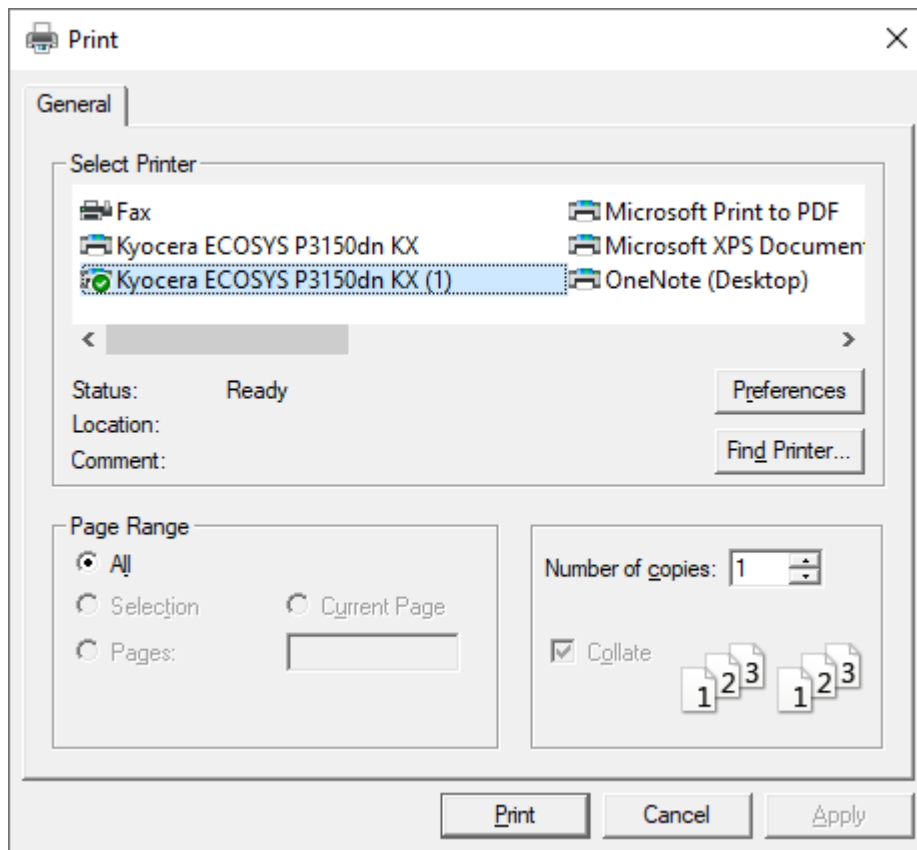 Print
General
Select Printer
Fax
Kyocera ECOSYS P3150dn KX
Kyocera ECOSYS P3150dn KX (1)
Microsoft Print to PDF
Microsoft XPS Documen
OneNote (Desktop)
Status: Ready
Location:
Comment:
Preferences
Find Printer...
Page Range
All
Selection
Current Page
Pages:
Number of copies: 1
Collate
1 2 3 1 2 3
Print Cancel Apply